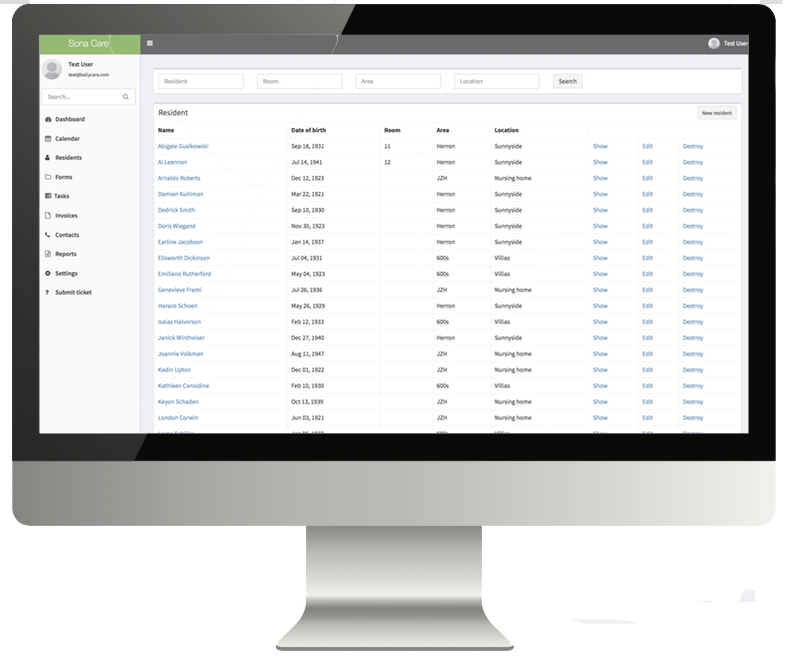 Sona Care
Test User
Test User
test@ballycara.com
Search...
Dashboard
Calendar
Residents
Forms
Tasks
Invoices
Contacts
Reports
Settings
? Submit ticket
Resident Room Area Location Search
Resident New resident
Name Date of birth Room Area Location
Abigale Gusikowski Sep 18, 1931 11 Herron Sunnyside Show Edit Destroy
Al Leannon Jul 14, 1941 12 Herron Sunnyside Show Edit Destroy
Arnaldo Roberts Dec 12, 1923 JZH Nursing home Show Edit Destroy
Damien Kuhlman Mar 22, 1921 Herron Sunnyside Show Edit Destroy
Dedrick Smith Sep 10, 1930 Herron Sunnyside Show Edit Destroy
Doris Wiegand Nov 30, 1923 Herron Sunnyside Show Edit Destroy
Earline Jacobson Jan 14, 1937 Herron Sunnyside Show Edit Destroy
Ellsworth Dickinson Jul 04, 1931 600s Villas Show Edit Destroy
Emiliano Rutherford May 04, 1923 600s Villas Show Edit Destroy
Genevieve Frami Jul 26, 1936 JZH Nursing home Show Edit Destroy
Horace Schoen May 26, 1929 Herron Sunnyside Show Edit Destroy
Isaias Halvorson Feb 12, 1933 600s Villas Show Edit Destroy
Janick Wintheiser Dec 27, 1940 Herron Sunnyside Show Edit Destroy
Joannie Volkman Aug 11, 1947 JZH Nursing home Show Edit Destroy
Kadin Upton Dec 01, 1922 JZH Nursing home Show Edit Destroy
Kathleen Considine Feb 10, 1930 600s Villas Show Edit Destroy
Keyon Schaden Oct 13, 1939 JZH Nursing home Show Edit Destroy
London Corwin Jun 03, 1921 JZH Nursing home Show Edit Destroy